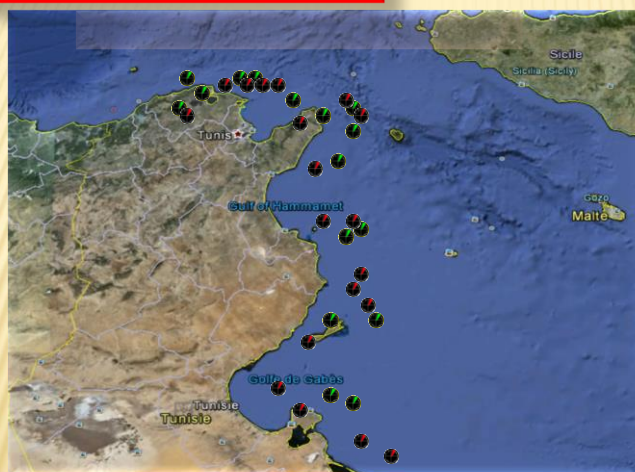 Sicile
Sicilia (Sicily)
Tunis
Gulf of Hammamet
Gozo
Malte
Golfe de Gabès
Tunisie
Tunisie